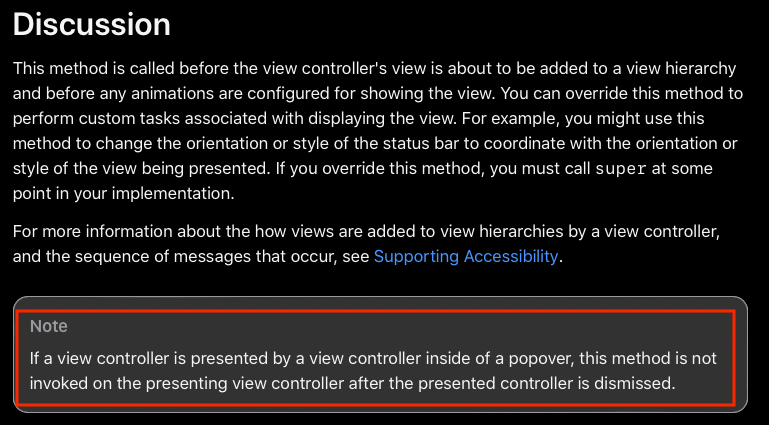 Discussion
This method is called before the view controller's view is about to be added to a view hierarchy
and before any animations are configured for showing the view. You can override this method to
perform custom tasks associated with displaying the view. For example, you might use this
method to change the orientation or style of the status bar to coordinate with the orientation or
style of the view being presented. If you override this method, you must call super at some
point in your implementation.
For more information about the how views are added to view hierarchies by a view controller,
and the sequence of messages that occur, see Supporting Accessibility.
Note
If a view controller is presented by a view controller inside of a popover, this method is not
invoked on the presenting view controller after the presented controller is dismissed.